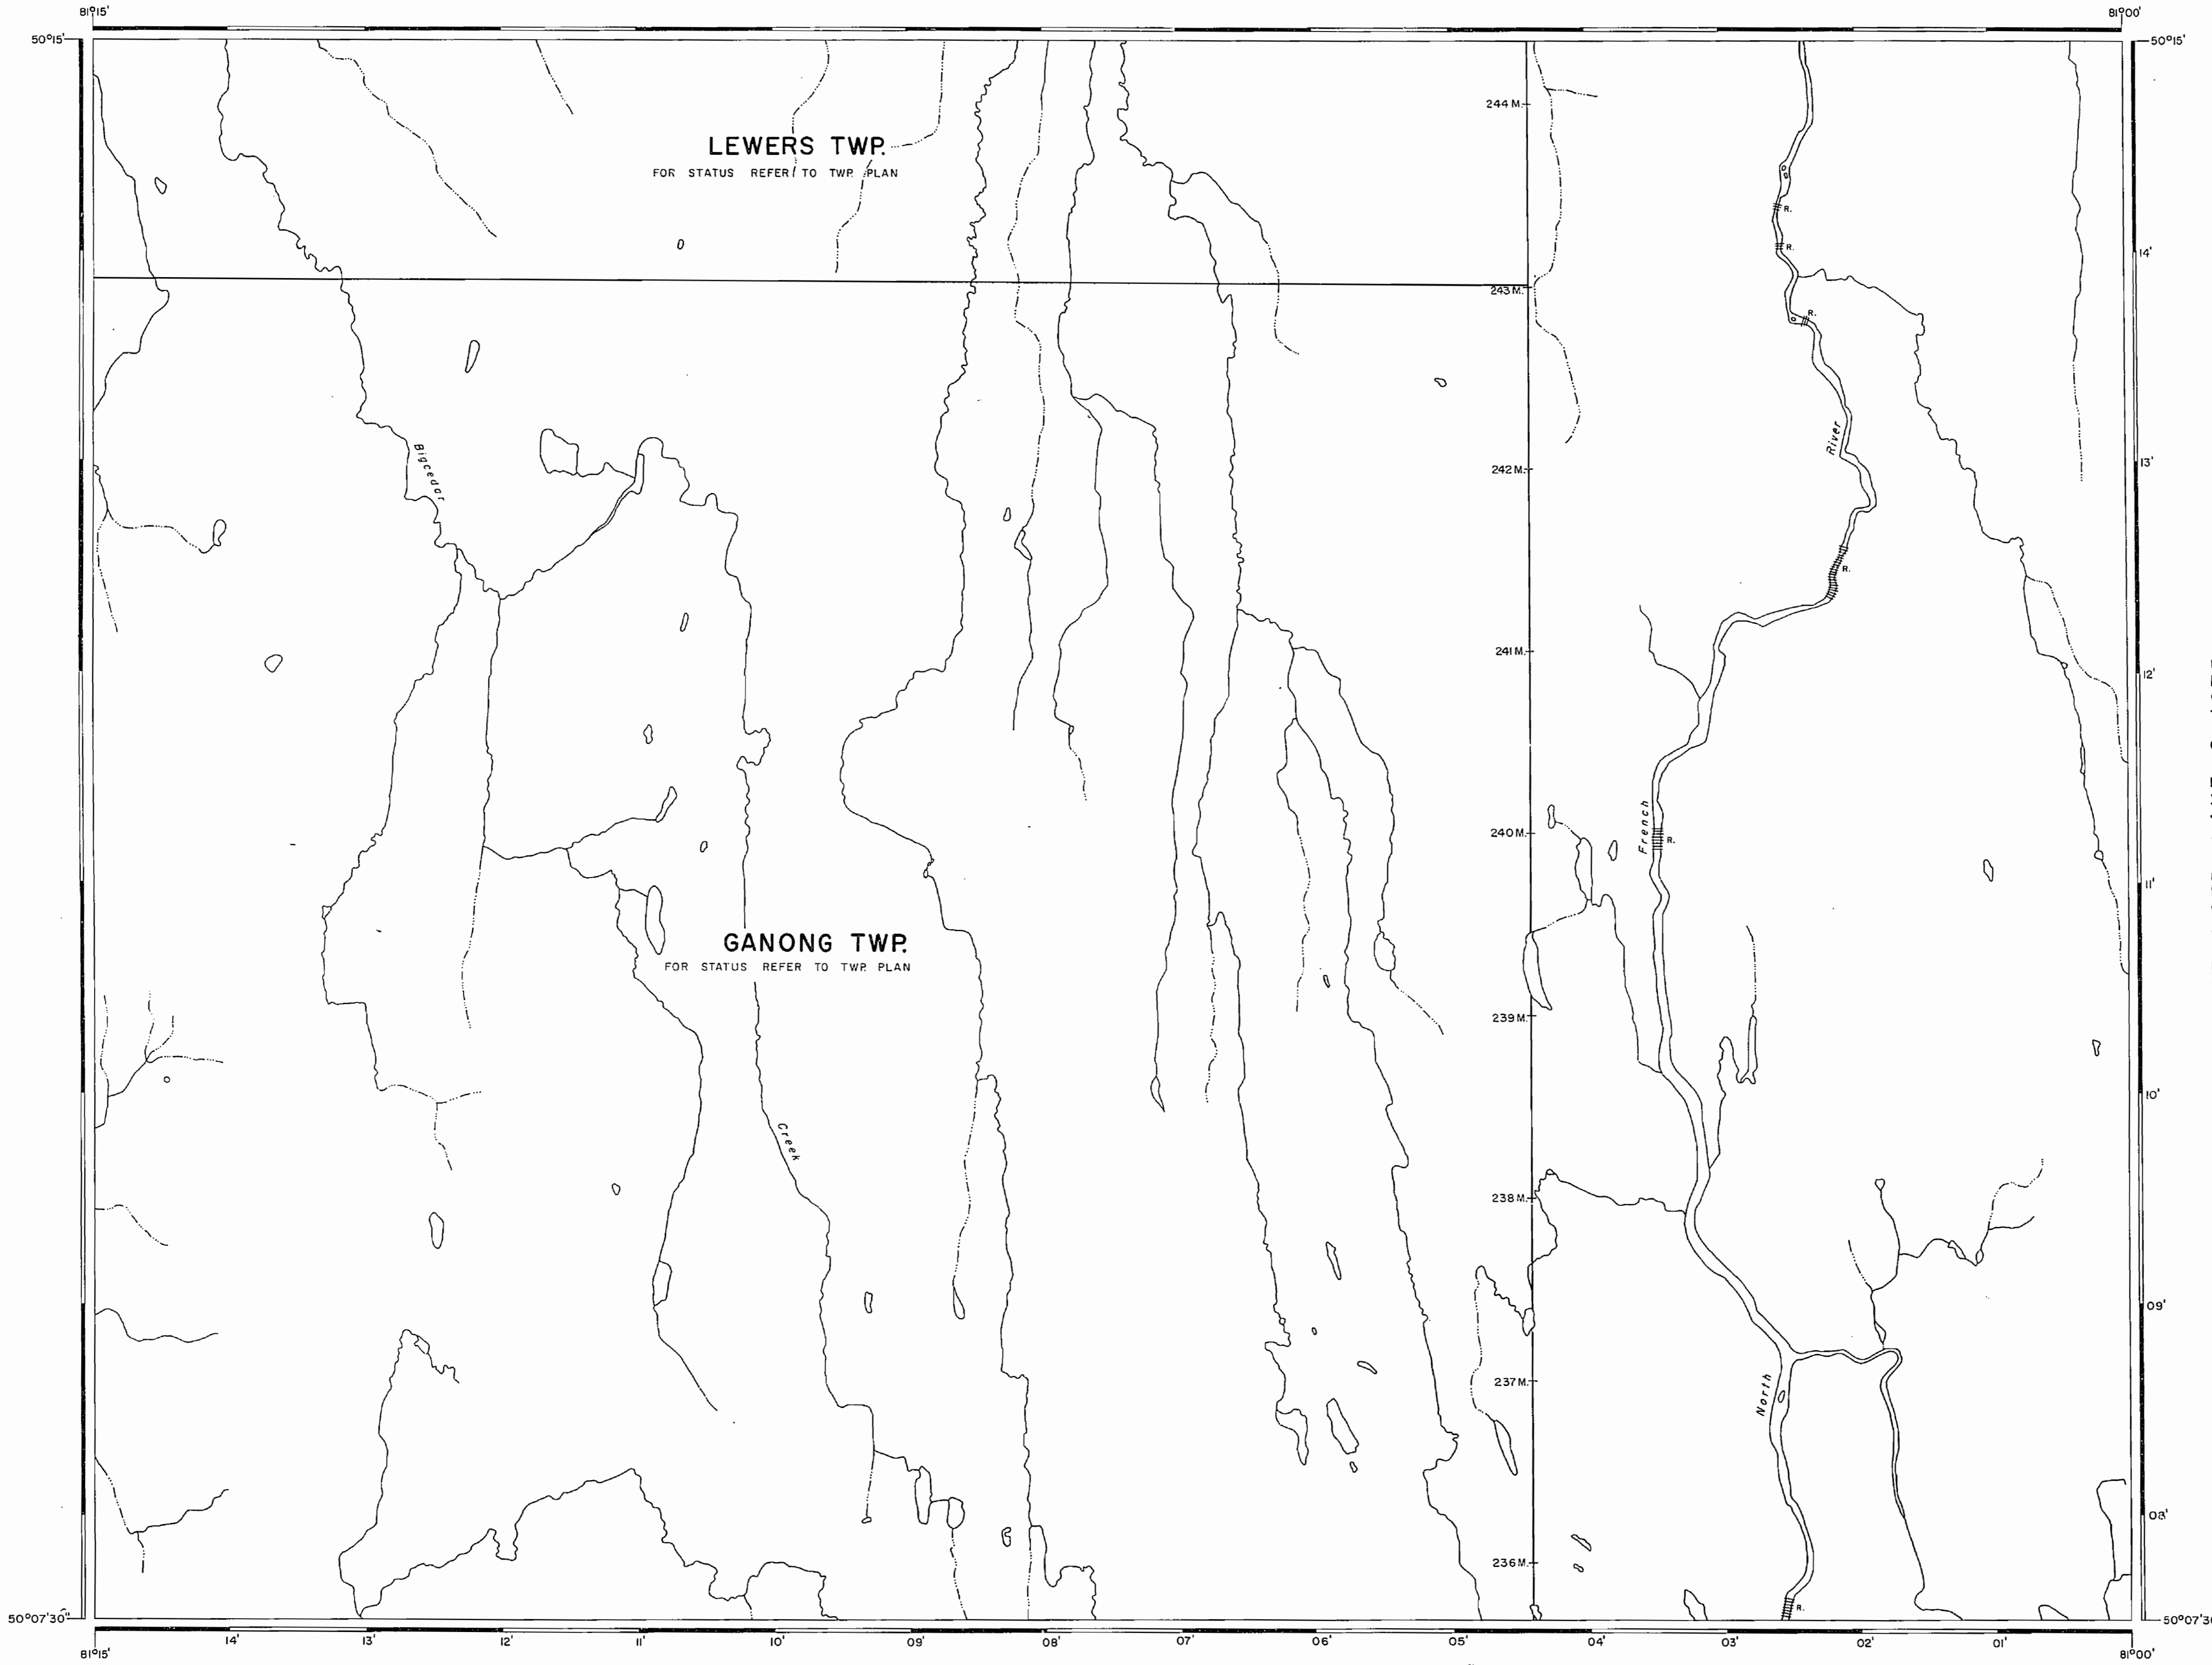 81°15'
81°00'
50°15'
50°15'
244 M.
LEWERS TWP.
FOR STATUS REFER TO TWP. PLAN
R.
R.
14'
243 M.
R.
River
Bigcedar
242 M.
13'
R.
241 M.
12'
French
240 M.
R.
11'
GANONG TWP.
FOR STATUS REFER TO TWP. PLAN
239 M.
10'
Creek
238 M.
09'
237 M.
North
08'
236 M.
R.
50°07'30"
50°07'30
14'
13'
12'
11'
10'
09'
08'
07'
06'
05'
04'
03'
02'
01'
81°15'
81°00'